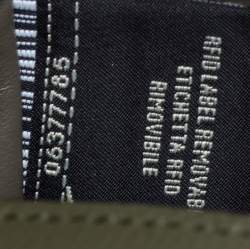 06377785
RFID LABEL REMOVAB
ETICHETTA RFID
RIMOVIBILE